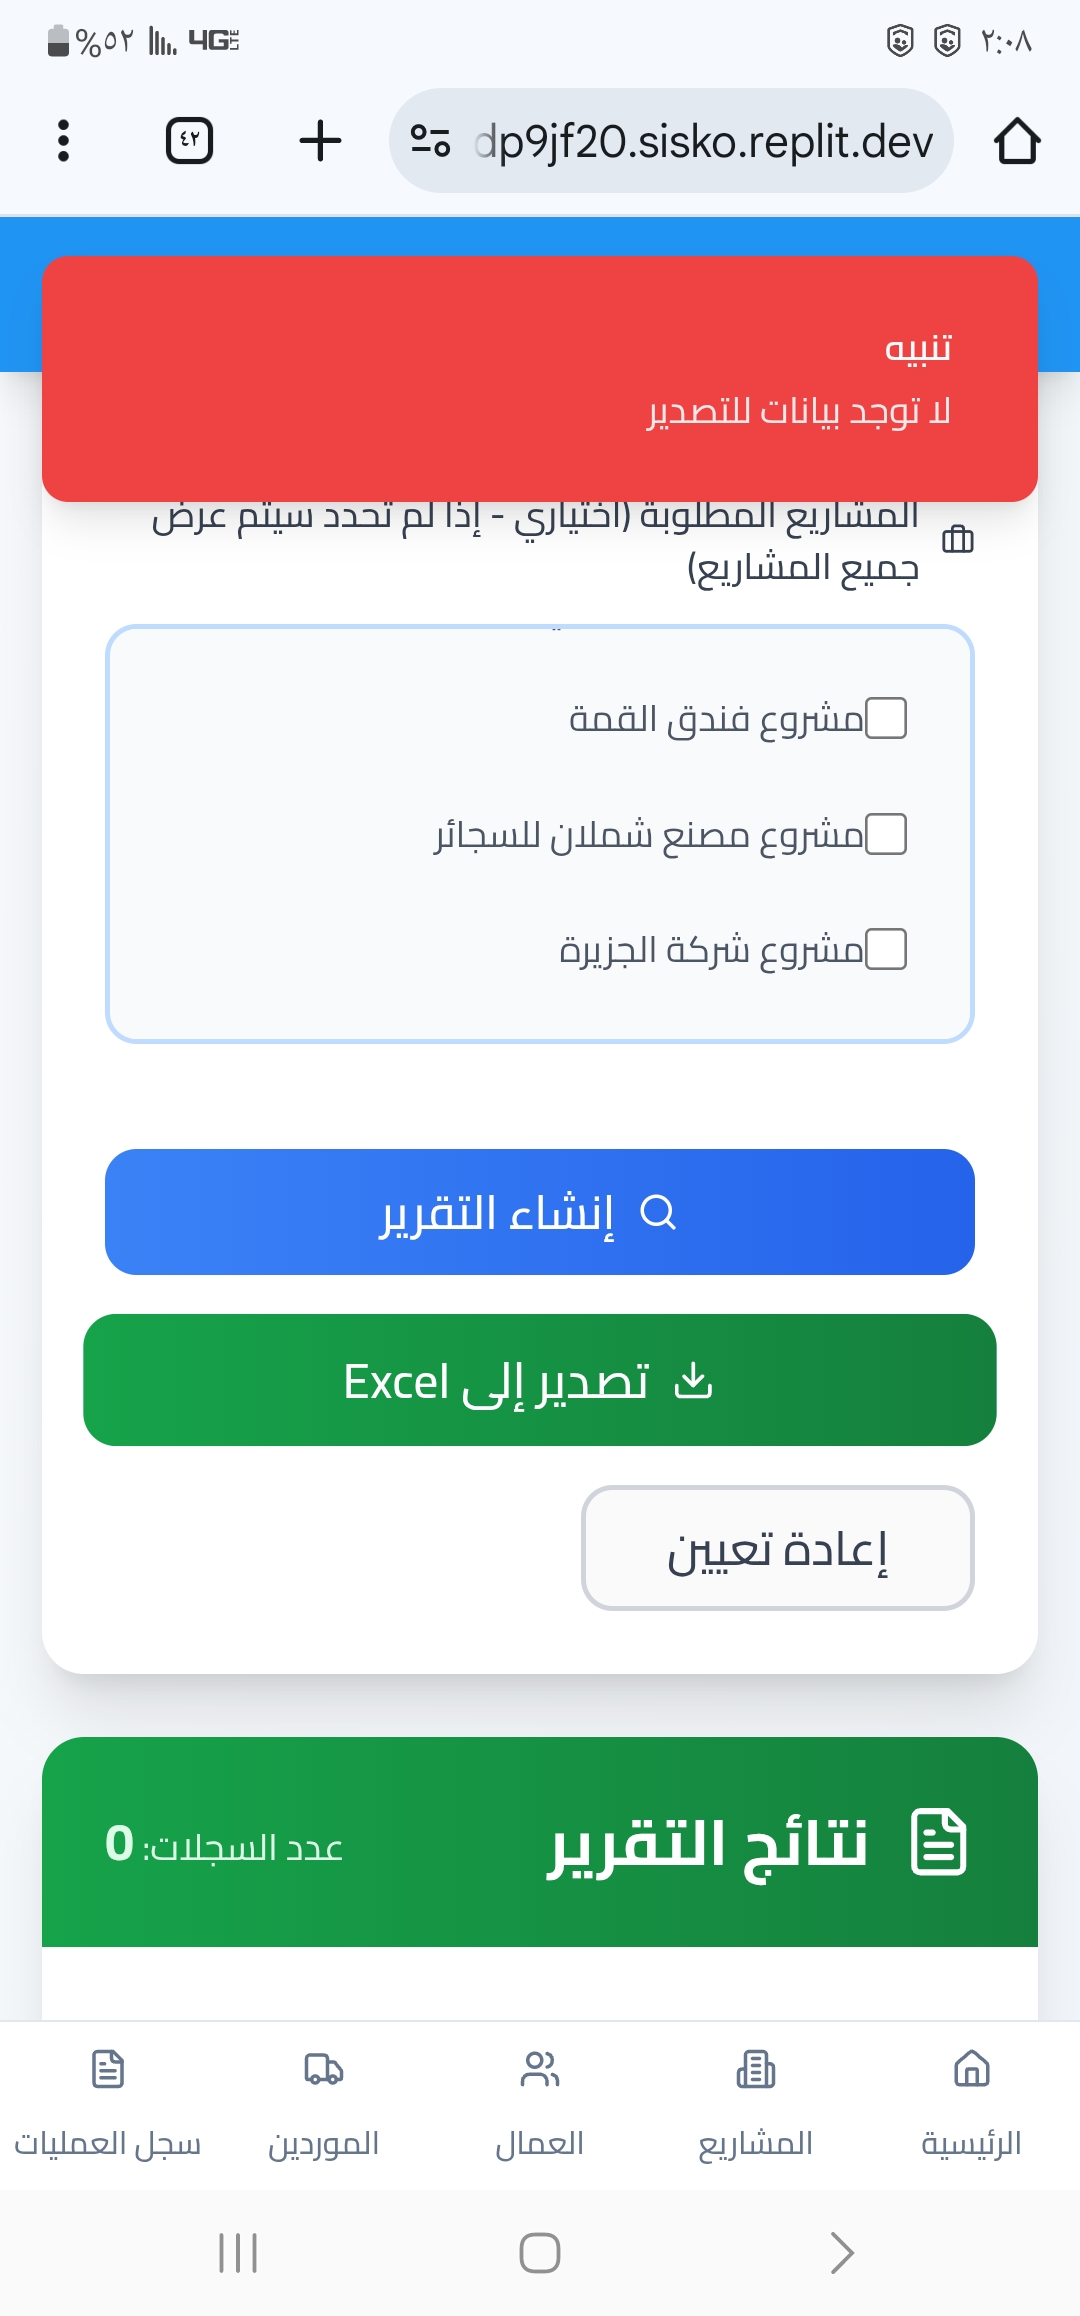 ٢:٠٨
4G LTE
%٥٢
dp9jf20.sisko.replit.dev
٤٢
تنبيه
لا توجد بيانات للتصدير
المشاريع المطلوبة (اختياري - إذا لم تحدد سيتم عرض
جميع المشاريع)
مشروع فندق القمة
مشروع مصنع شملان للسجائر
مشروع شركة الجزيرة
إنشاء التقرير
تصدير إلى Excel
إعادة تعيين
نتائج التقرير
عدد السجلات: 0
الرئيسية
المشاريع
العمال
الموردين
سجل العمليات